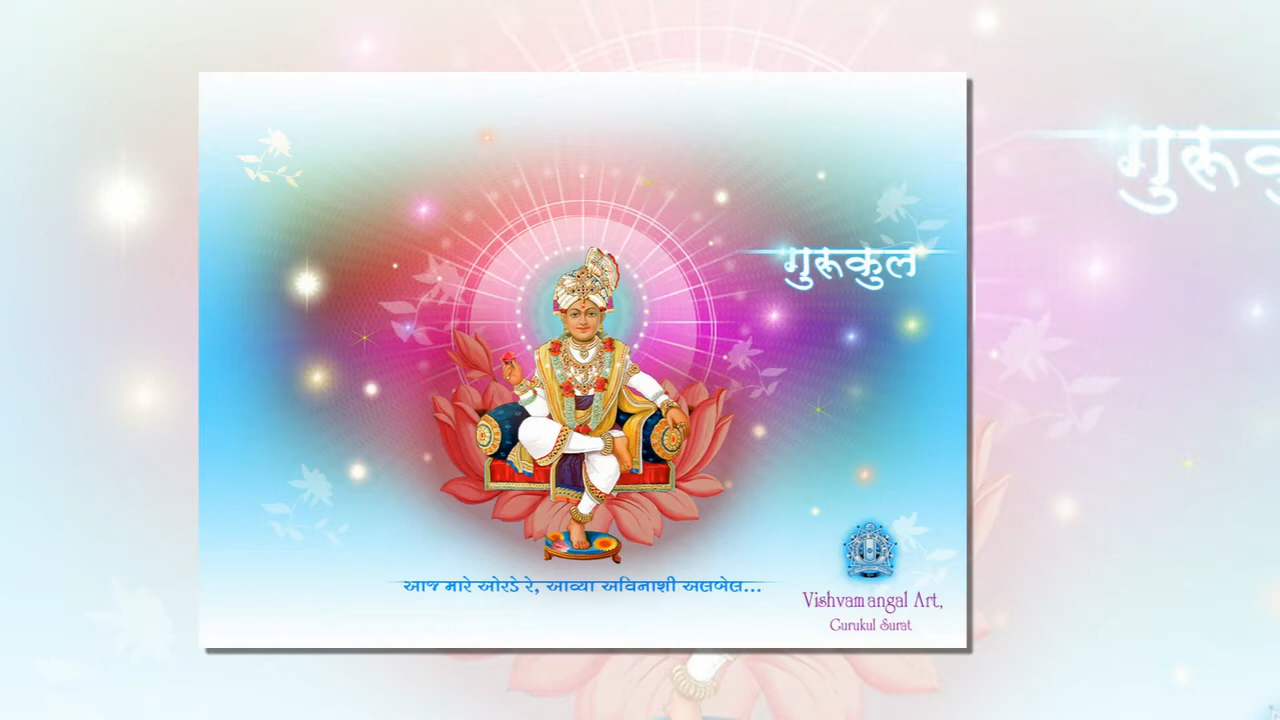 गुरूकुल
આજ મારે ઓરડે રે, આવ્યા અવિનાશી અલબેલ...
Vishvamangal Art,
Gurukul Surat
गुरू